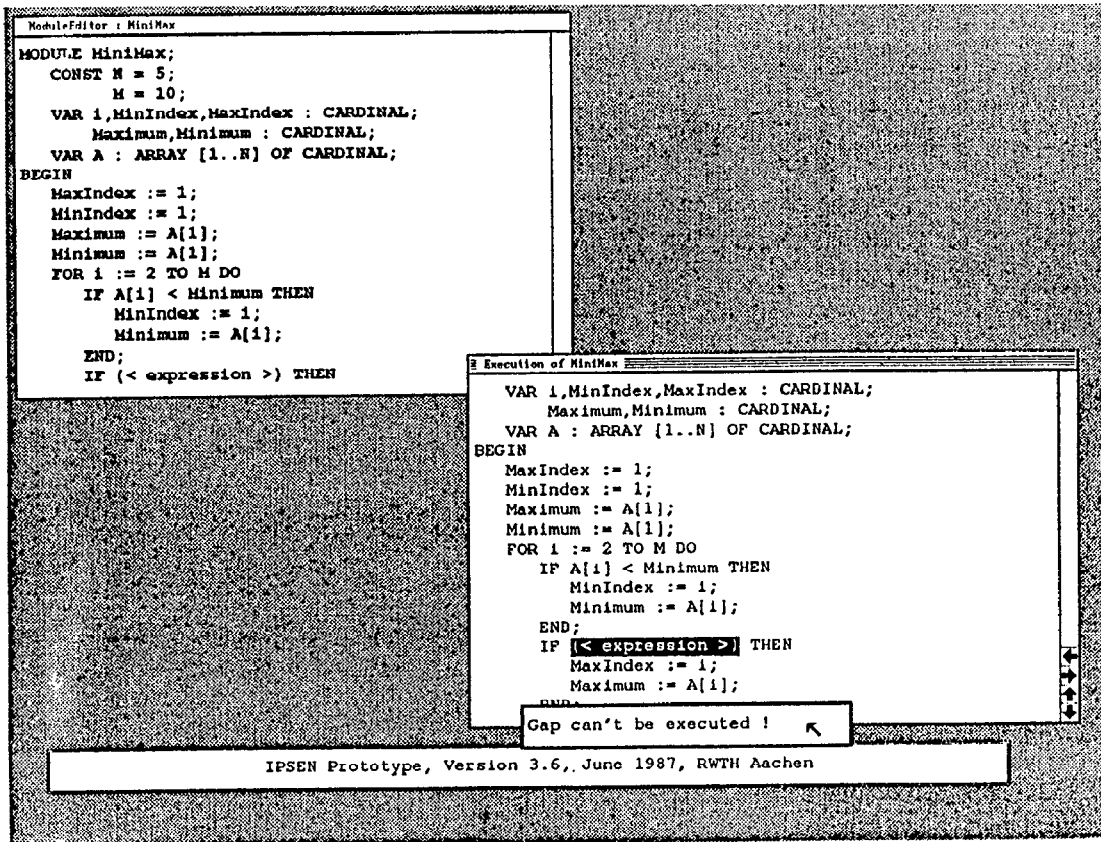 ModuleEditor : MiniMax
MODULE MiniMax;
CONST N = 5;
M = 10;
VAR i,MinIndex,MaxIndex : CARDINAL;
Maximum,Minimum : CARDINAL;
VAR A : ARRAY [1..N] OF CARDINAL;
BEGIN
MaxIndex := 1;
MinIndex := 1;
Maximum := A[1];
Minimum := A[1];
FOR i := 2 TO M DO
IF A[i] < Minimum THEN
MinIndex := i;
Minimum := A[i];
END;
IF (< expression >) THEN
Execution of MiniMax
VAR i,MinIndex,MaxIndex : CARDINAL;
Maximum,Minimum : CARDINAL;
VAR A : ARRAY [1..N] OF CARDINAL;
BEGIN
MaxIndex := 1;
MinIndex := 1;
Maximum := A[1];
Minimum := A[1];
FOR i := 2 TO M DO
IF A[i] < Minimum THEN
MinIndex := i;
Minimum := A[i];
END;
IF (< expression >) THEN
MaxIndex := i;
Maximum := A[i];
END;
Gap can't be executed !
IPSEN Prototype, Version 3.6, June 1987, RWTH Aachen